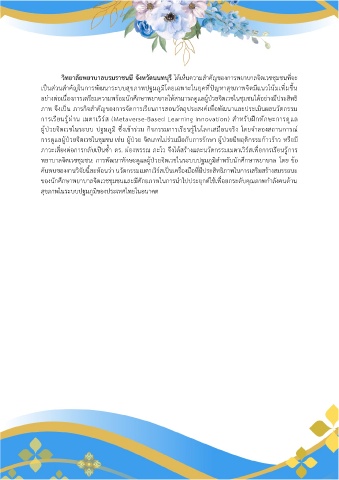 วิทยาลัยพยาบาลบรมราชชนนี จังหวัดนนทบุรี ได้เห็นความสำคัญของการพยาบาลจิตเวชชุมชนที่จะ
เป็นส่วนสำคัญในการพัฒนาระบบสุขภาพปฐมภูมิโดยเฉพาะในยุคที่ปัญหาสุขภาพจิตมีแนวโน้มเพิ่มขึ้น
อย่างต่อเนื่องการเตรียมความพร้อมนักศึกษาพยาบาลให้สามารถดูแลผู้ป่วยจิตเวชในชุมชนได้อย่างมีประสิทธิ
ภาพ จึงเป็น ภารกิจสำคัญของการจัดการเรียนการสอนวัตถุประสงค์เพื่อพัฒนาและประเมินผลนวัตกรรม
การเรียนรู้ผ่าน เมตาเวิร์ส (Metaverse-Based Learning Innovation) สำหรับฝึกทักษะการดูแล
ผู้ป่วยจิตเวชในระบบ ปฐมภูมิ ซึ่งเข้าร่วม กิจกรรมการเรียนรู้ในโลกเสมือนจริง โดยจำลองสถานการณ์
การดูแลผู้ป่วยจิตเวชในชุมชน เช่น ผู้ป่วย จิตเภทไม่ร่วมมือกับการรักษา ผู้ป่วยมีพฤติกรรมก้าวร้าว หรือมี
ภาวะเสี่ยงต่อการกลับเป็นซ้ำ ดร. จึงได้สร้างและนวัตกรรมเมตาเวิร์สเพื่อการเรียนรู้การ
พยาบาลจิตเวชชุมชน: การพัฒนาทักษะดูแลผู้ป่วยจิตเวชในระบบปฐมภูมิสำหรับนักศึกษาพยาบาล โดย ข้อ
ค้นพบของงานวิจัยนี้สะท้อนว่า นวัตกรรมเมตาเวิร์สเป็นเครื่องมือที่มีประสิทธิภาพในการเสริมสร้างสมรรถนะ
ของนักศึกษาพยาบาลจิตเวชชุมชนและมีศักยภาพในการนำไปประยุกต์ใช้เพื่อยกระดับคุณภาพกำลังคนด้าน
สุขภาพในระบบปฐมภูมิของประเทศไทยในอนาคต